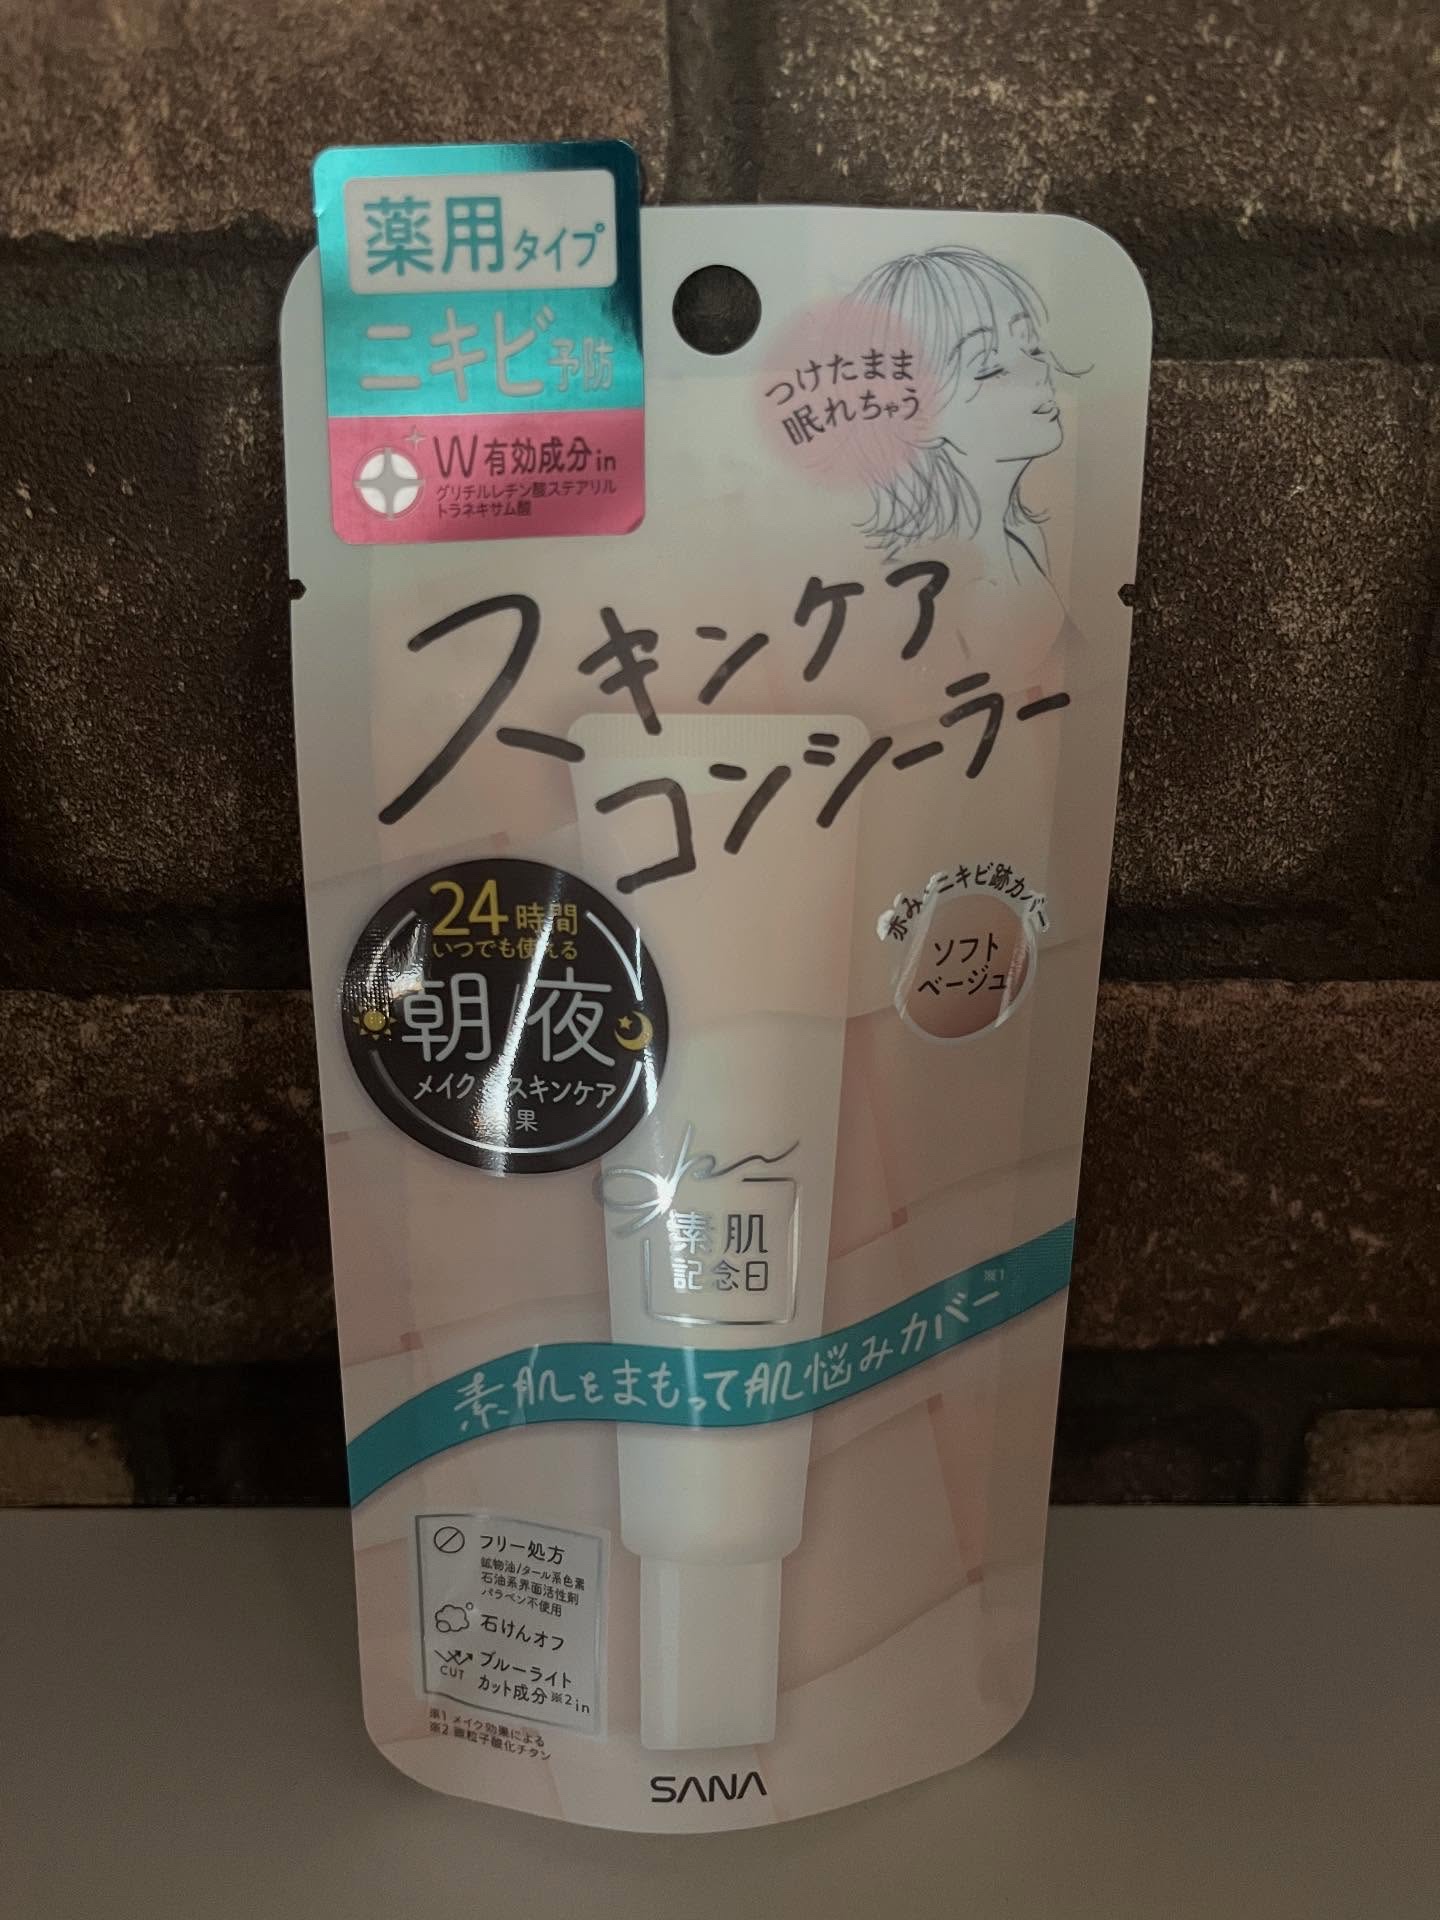 薬用タイプ
ニキビ予防
W有効成分in
グリチルレチン酸ステアリル
トラネキサム酸
つけたまま
眠れちゃう
スキンケア
コンシーラー
24時間
いつでも使える
朝/夜
メイク スキンケア
果
赤み ニキビ跡カバー
ソフト
ベージュ
素肌
記念日
素肌をまもって肌悩みカバー※1
フリー処方
鉱物油/タール系色素
石油系界面活性剤
パラベン不使用
石けんオフ
CUT
ブルーライト
カット成分※2in
※1 メイク効果による
※2 微粒子酸化チタン
SANA